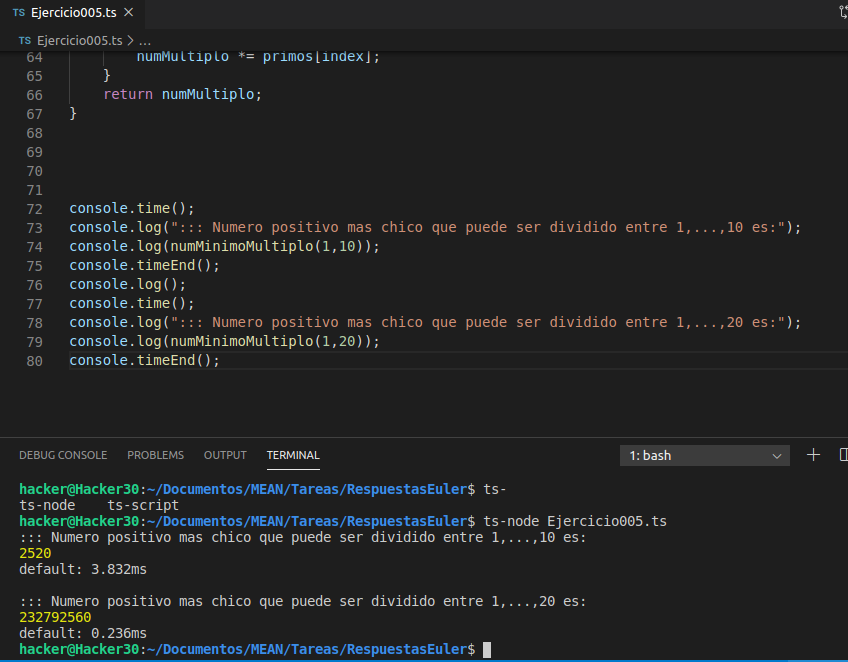 TS Ejercicio005.ts ×
TS Ejercicio005.ts > ...
64 numMultiplo *= primos[index];
65 }
66 return numMultiplo;
67 }
68
69
70
71
72 console.time();
73 console.log("::: Numero positivo mas chico que puede ser dividido entre 1,...,10 es:");
74 console.log(numMinimoMultiplo(1,10));
75 console.timeEnd();
76 console.log();
77 console.time();
78 console.log("::: Numero positivo mas chico que puede ser dividido entre 1,...,20 es:");
79 console.log(numMinimoMultiplo(1,20));
80 console.timeEnd();
DEBUG CONSOLE PROBLEMS OUTPUT TERMINAL 1: bash
hacker@Hacker30:~/Documentos/MEAN/Tareas/RespuestasEuler$ ts-
ts-node ts-script
hacker@Hacker30:~/Documentos/MEAN/Tareas/RespuestasEuler$ ts-node Ejercicio005.ts
::: Numero positivo mas chico que puede ser dividido entre 1,...,10 es:
2520
default: 3.832ms
::: Numero positivo mas chico que puede ser dividido entre 1,...,20 es:
232792560
default: 0.236ms
hacker@Hacker30:~/Documentos/MEAN/Tareas/RespuestasEuler$